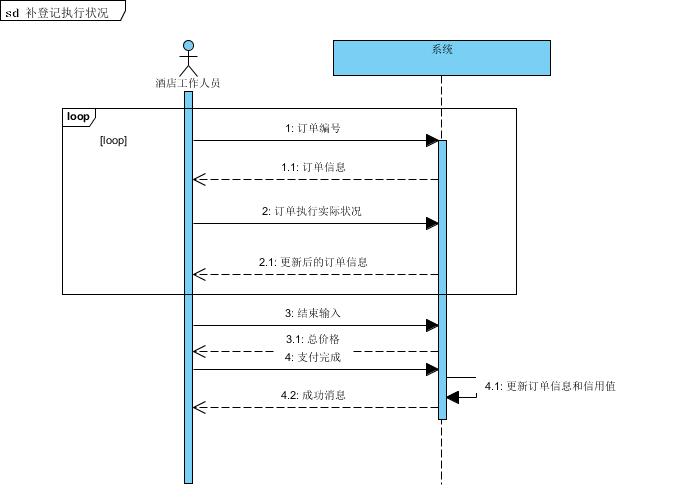 sd 补登记执行状况
系统
酒店工作人员
loop
[loop]
1: 订单编号
1.1: 订单信息
2: 订单执行实际状况
2.1: 更新后的订单信息
3: 结束输入
3.1: 总价格
4: 支付完成
4.1: 更新订单信息和信用值
4.2: 成功消息